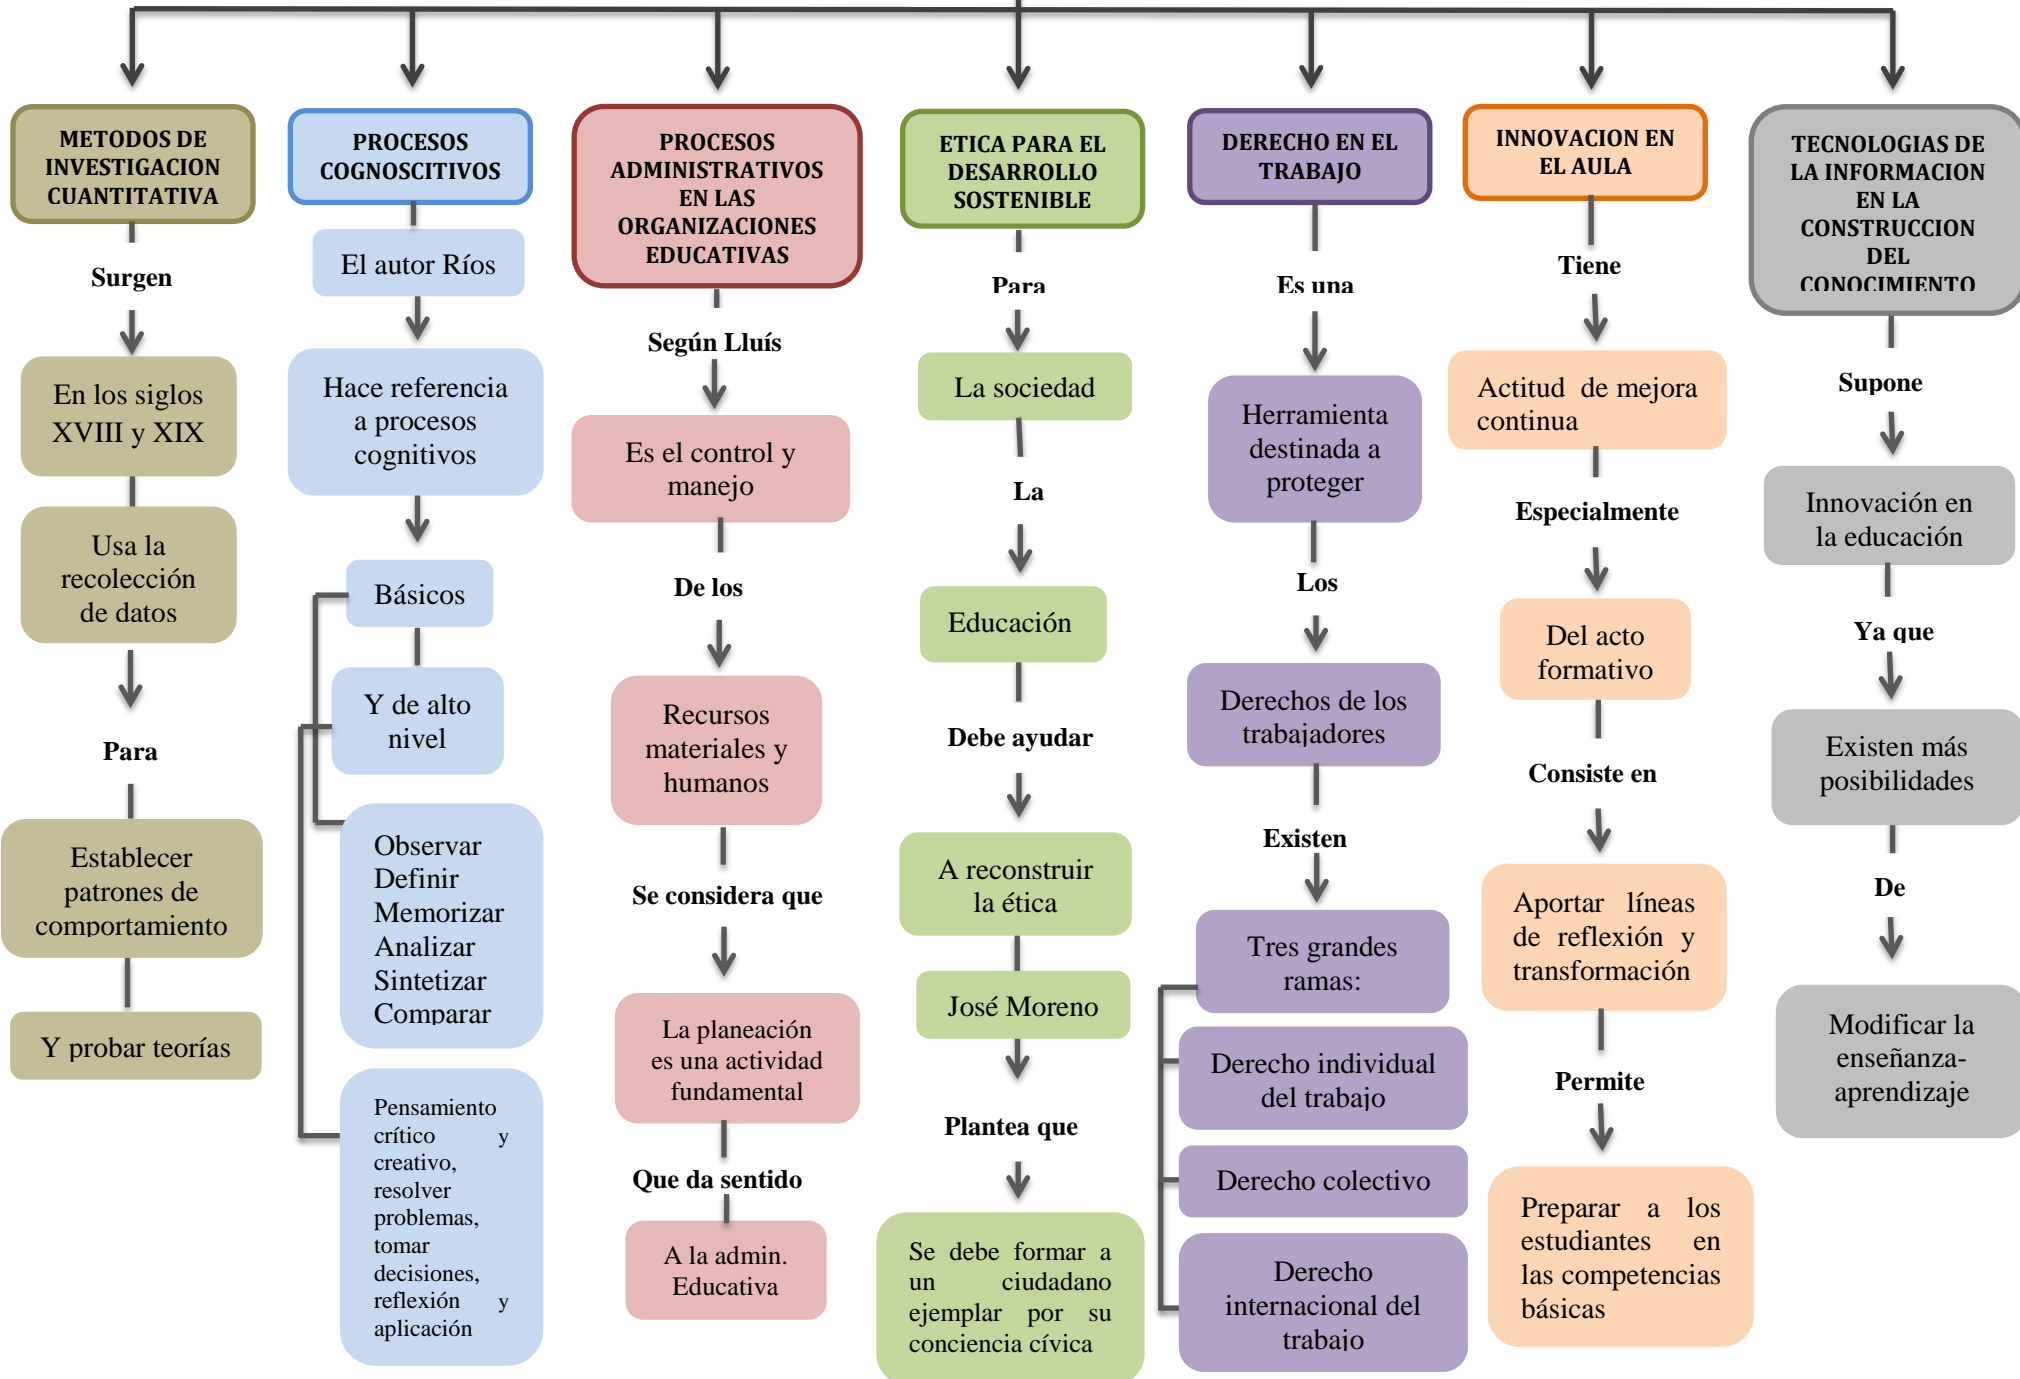 METODOS DE
INVESTIGACION
CUANTITATIVA
Surgen
En los siglos
XVIII y XIX
Usa la
recolección
de datos
Para
Establecer
patrones de
comportamiento
Y probar teorías
PROCESOS
COGNOSCITIVOS
El autor Ríos
Hace referencia
a procesos
cognitivos
Básicos
Y de alto
nivel
Observar
Definir
Memorizar
Analizar
Sintetizar
Comparar
Pensamiento
crítico y
creativo,
resolver
problemas,
tomar
decisiones,
reflexión y
aplicación
PROCESOS
ADMINISTRATIVOS
EN LAS
ORGANIZACIONES
EDUCATIVAS
Según Lluís
Es el control y
manejo
De los
Recursos
materiales y
humanos
Se considera que
La planeación
es una actividad
fundamental
Que da sentido
A la admin.
Educativa
ETICA PARA EL
DESARROLLO
SOSTENIBLE
Para
La sociedad
La
Educación
Debe ayudar
A reconstruir
la ética
José Moreno
Plantea que
Se debe formar a
un ciudadano
ejemplar por su
conciencia cívica
DERECHO EN EL
TRABAJO
Es una
Herramienta
destinada a
proteger
Los
Derechos de los
trabajadores
Existen
Tres grandes
ramas:
Derecho individual
del trabajo
Derecho colectivo
Derecho
internacional del
trabajo
INNOVACION EN
EL AULA
Tiene
Actitud de mejora
continua
Especialmente
Del acto
formativo
Consiste en
Aportar líneas
de reflexión y
transformación
Permite
Preparar a los
estudiantes en
las competencias
básicas
TECNOLOGIAS DE
LA INFORMACION
EN LA
CONSTRUCCION
DEL
CONOCIMIENTO
Supone
Innovación en
la educación
Ya que
Existen más
posibilidades
De
Modificar la
enseñanza-
aprendizaje